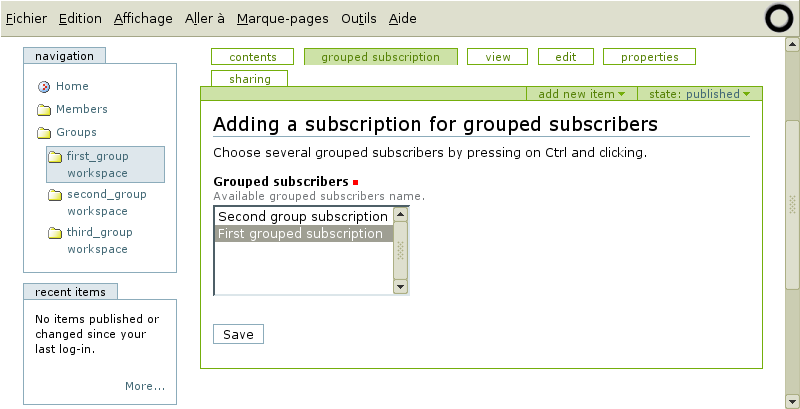 Fichier Edition Affichage Aller à Marque-pages Outils Aide
navigation
Home
Members
Groups
first_group
workspace
second_group
workspace
third_group
workspace
recent items
No items published or
changed since your
last log-in.
More...
contents grouped subscription view edit properties
sharing
add new item state: published
Adding a subscription for grouped subscribers
Choose several grouped subscribers by pressing on Ctrl and clicking.
Grouped subscribers
Available grouped subscribers name.
Second group subscription
First grouped subscription
Save